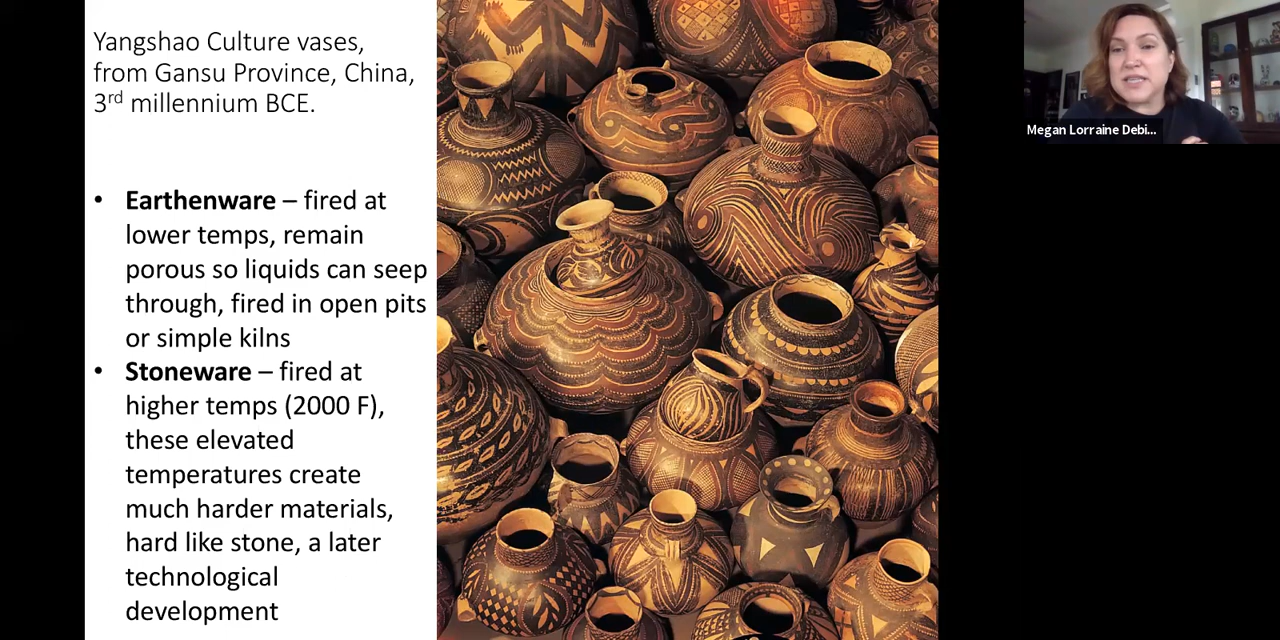 Yangshao Culture vases,
from Gansu Province, China,
3rd millennium BCE.
• Earthenware – fired at
lower temps, remain
porous so liquids can seep
through, fired in open pits
or simple kilns
• Stoneware – fired at
higher temps (2000 F),
these elevated
temperatures create
much harder materials,
hard like stone, a later
technological
development
Megan Lorraine Debi...